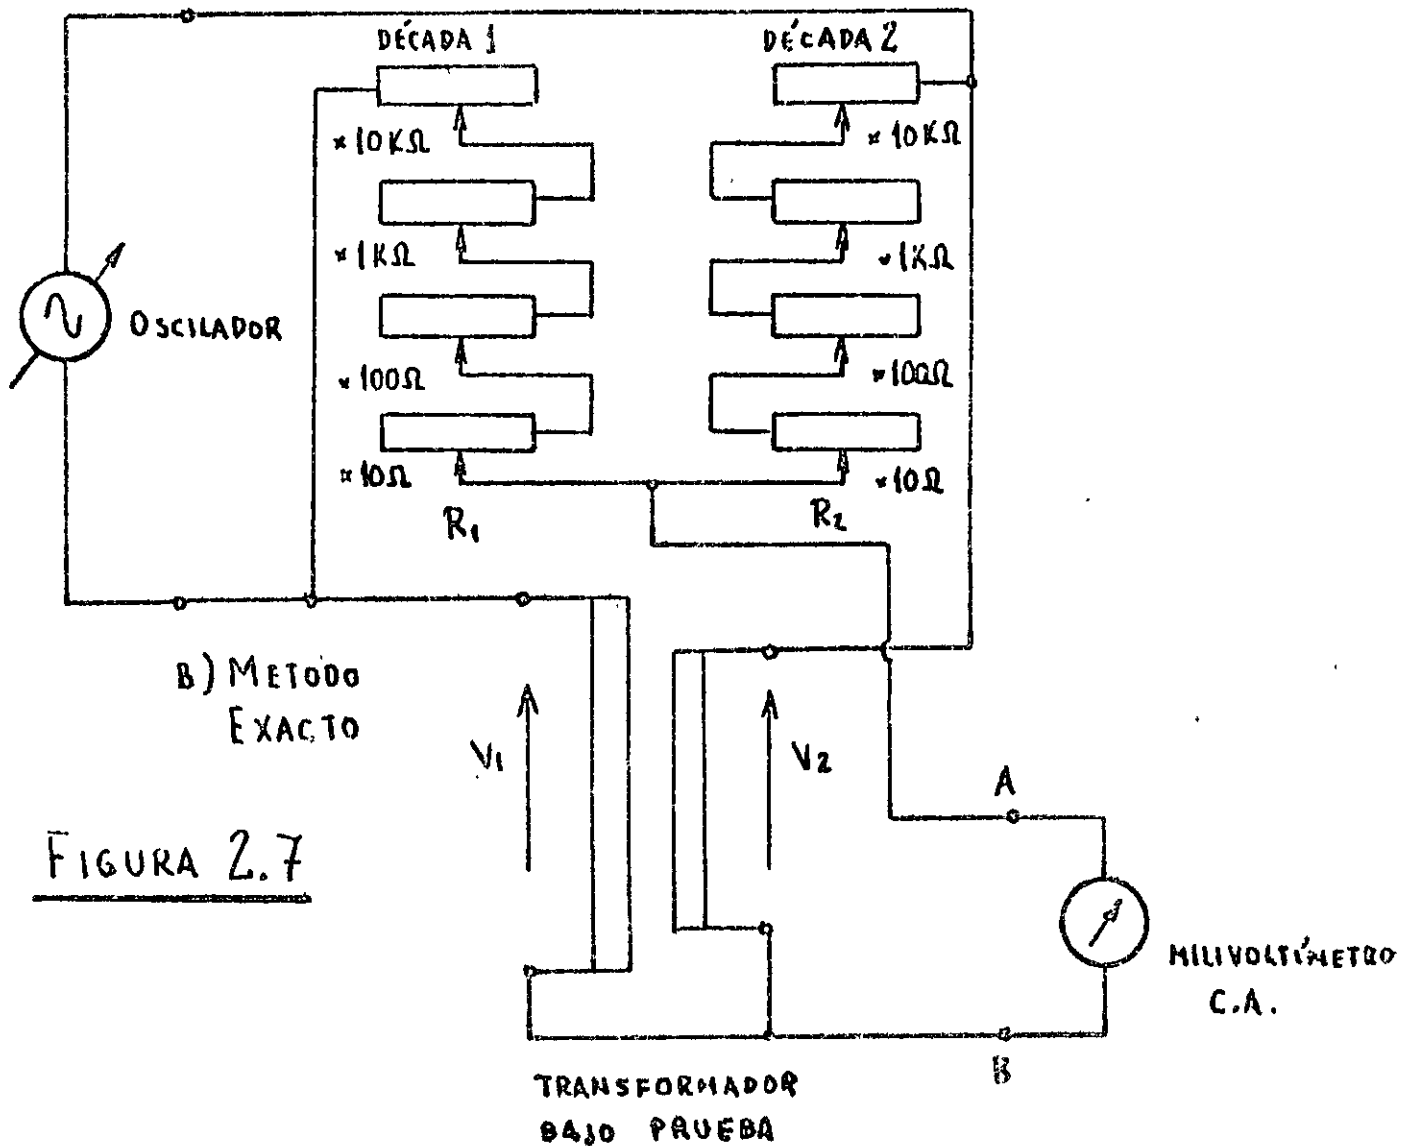 DÉCADA 1
DÉCADA 2
×10KΩ
×10KΩ
×1KΩ
×1KΩ
OSCILADOR
×100Ω
×100Ω
×10Ω
×10Ω
R1
R2
B) METODO
EXACTO
V1
V2
A
FIGURA 2.7
MILIVOLTÍMETRO
C.A.
B
TRANSFORMADOR
BAJO PRUEBA